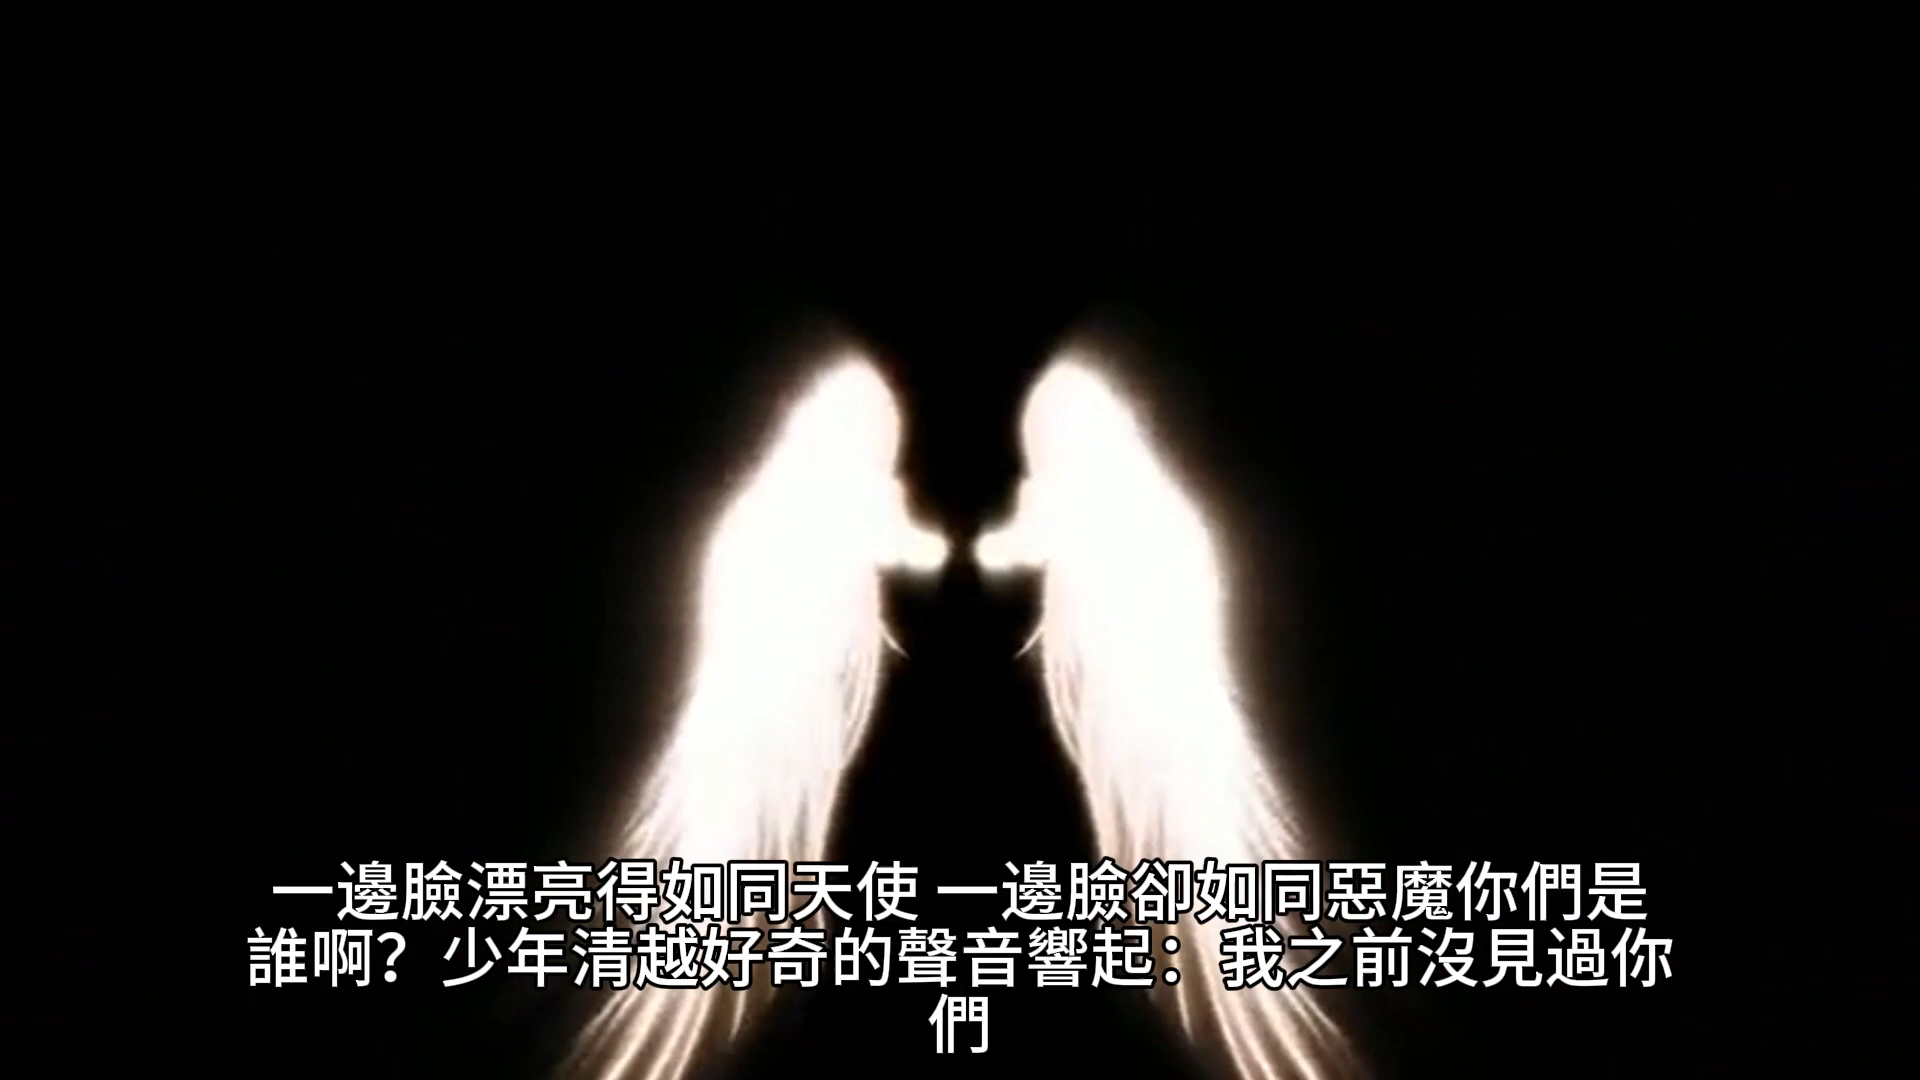 一邊臉漂亮得如同天使 一邊臉卻如同惡魔你們是
誰啊？少年清越好奇的聲音響起：我之前沒見過你
們